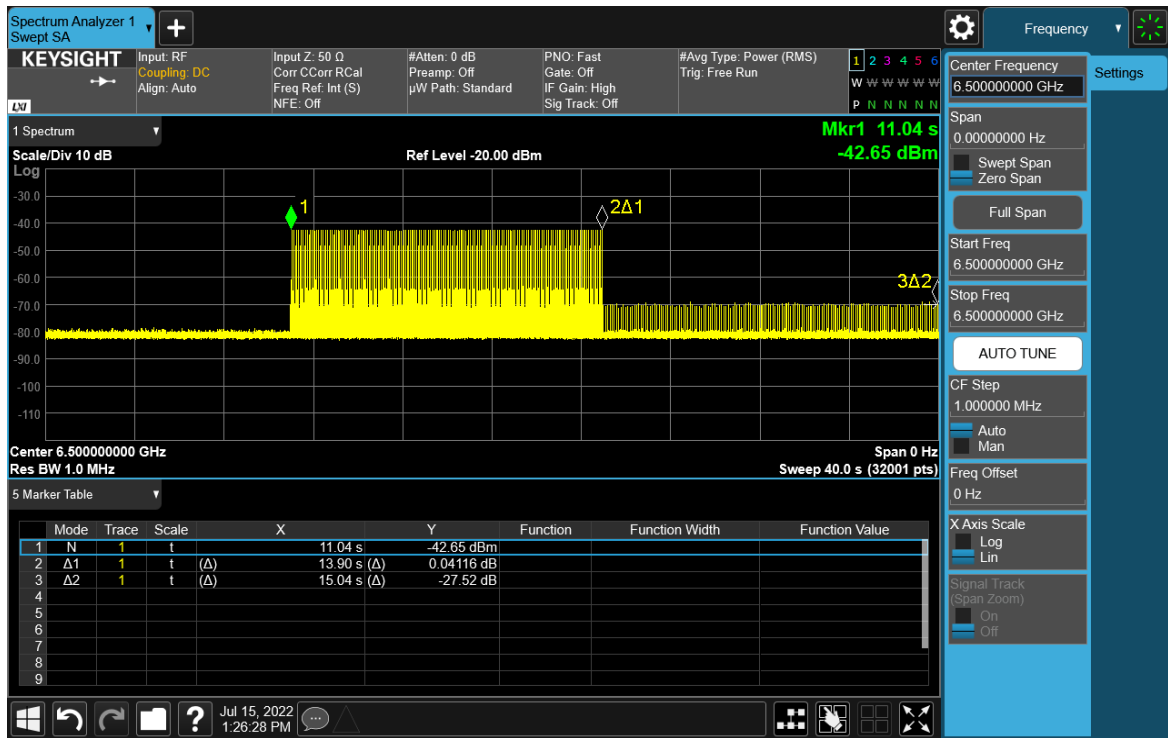 Spectrum Analyzer 1
Swept SA
Frequency
KEYSIGHT
LXI
Input: RF
Coupling: DC
Align: Auto
Input Z: 50 Ω
Corr CCorr RCal
Freq Ref: Int (S)
NFE: Off
#Atten: 0 dB
Preamp: Off
µW Path: Standard
PNO: Fast
Gate: Off
IF Gain: High
Sig Track: Off
#Avg Type: Power (RMS)
Trig: Free Run
1 2 3 4 5 6
W W W W W W
P N N N N N
Center Frequency
6.500000000 GHz
Settings
Span
0.00000000 Hz
Swept Span
Zero Span
Full Span
Start Freq
6.500000000 GHz
Stop Freq
6.500000000 GHz
AUTO TUNE
CF Step
1.000000 MHz
Auto
Man
Freq Offset
0 Hz
X Axis Scale
Log
Lin
Signal Track
(Span Zoom)
On
Off
1 Spectrum
Mkr1 11.04 s
Scale/Div 10 dB
Ref Level -20.00 dBm
-42.65 dBm
Log
1
2Δ1
3Δ2
-30.0
-40.0
-50.0
-60.0
-70.0
-80.0
-90.0
-100
-110
Center 6.500000000 GHz
Span 0 Hz
Res BW 1.0 MHz
Sweep 40.0 s (32001 pts)
5 Marker Table
Mode Trace Scale X Y Function Function Width Function Value
1 N 1 t 11.04 s -42.65 dBm
2 Δ1 1 t (Δ) 13.90 s (Δ) 0.04116 dB
3 Δ2 1 t (Δ) 15.04 s (Δ) -27.52 dB
4
5
6
7
8
9
?
Jul 15, 2022
1:26:28 PM